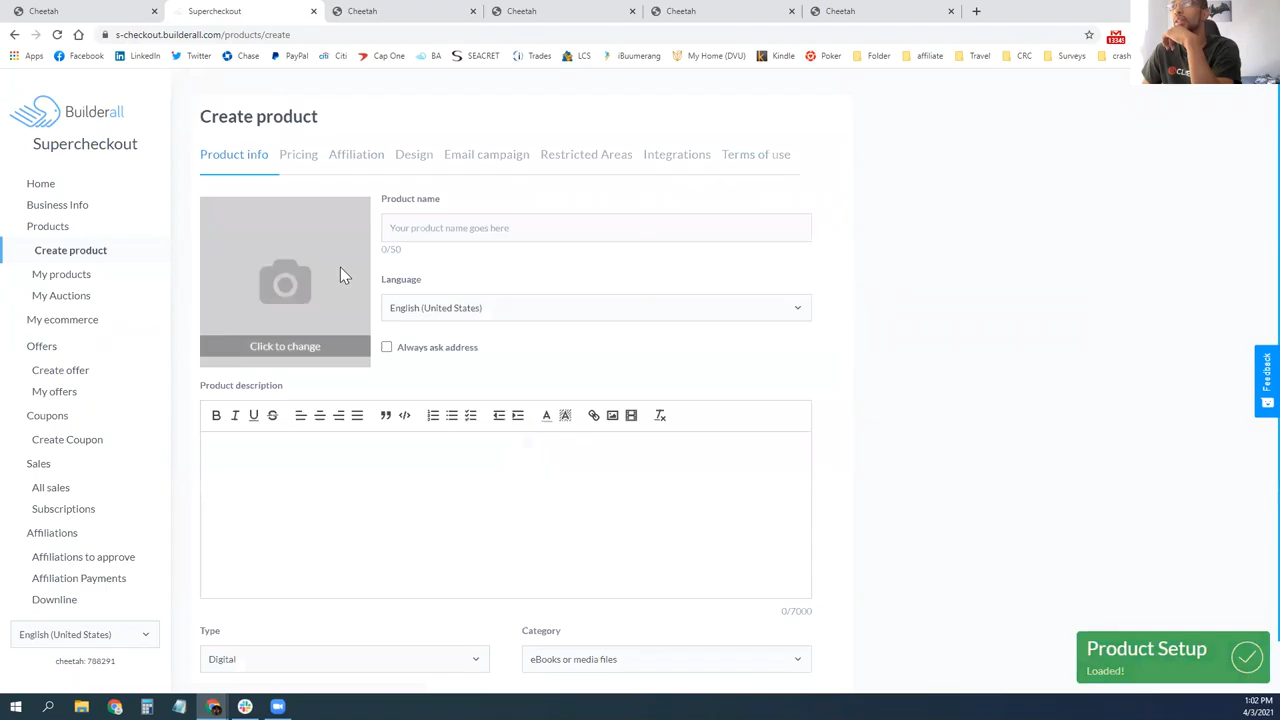 Cheetah
Supercheckout
Cheetah
Cheetah
Cheetah
Cheetah
s-checkout.builderall.com/products/create
Apps
Facebook
LinkedIn
Twitter
Chase
PayPal
Citi
Cap One
BA
SEACRET
Trades
LCS
iBuumerang
My Home (DVU)
Kindle
Poker
Folder
affiliate
Travel
CRC
Surveys
crash
13345
Builderall
Supercheckout
Home
Business Info
Products
Create product
My products
My Auctions
My ecommerce
Offers
Create offer
My offers
Coupons
Create Coupon
Sales
All sales
Subscriptions
Affiliations
Affiliations to approve
Affiliation Payments
Downline
English (United States)
cheetah: 788291
Create product
Product info Pricing Affiliation Design Email campaign Restricted Areas Integrations Terms of use
Click to change
Product name
Your product name goes here
0/50
Language
English (United States)
Always ask address
Product description
0/7000
Type
Digital
Category
eBooks or media files
Feedback
Product Setup
Loaded!
1:02 PM
4/3/2021